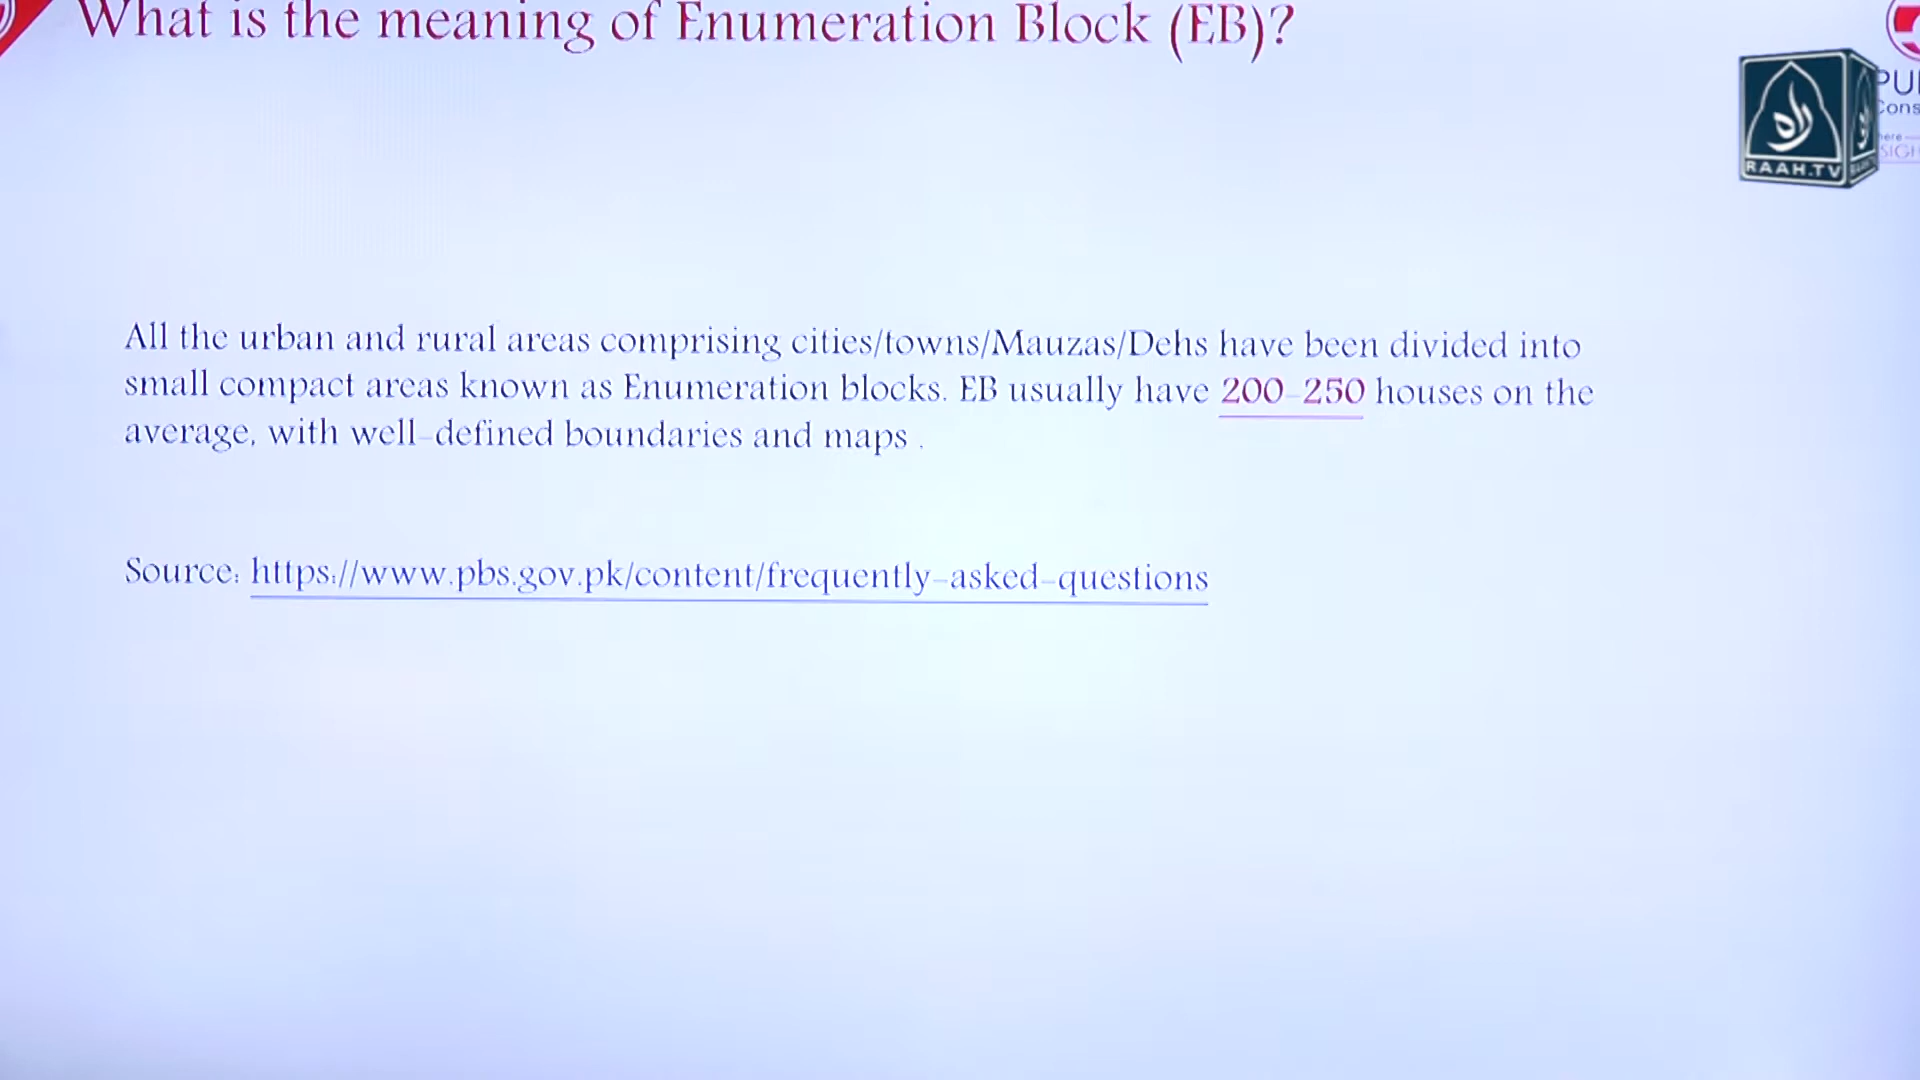 What is the meaning of Enumeration Block (EB)?
راه
RAAH.TV
All the urban and rural areas comprising cities/towns/Mauzas/Dehs have been divided into
small compact areas known as Enumeration blocks. EB usually have 200-250 houses on the
average, with well-defined boundaries and maps .
Source: https://www.pbs.gov.pk/content/frequently-asked-questions